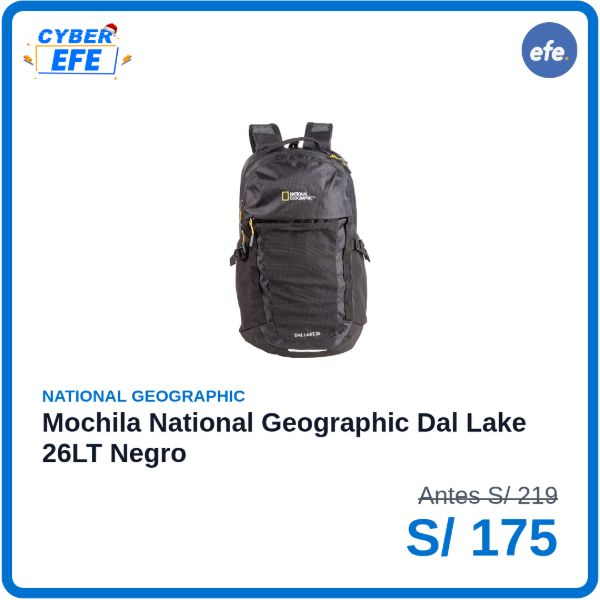 CYBER
EFE
efe.
NATIONAL
GEOGRAPHIC
DAL LAKE 26
NATIONAL GEOGRAPHIC
Mochila National Geographic Dal Lake
26LT Negro
Antes S/ 219
S/ 175